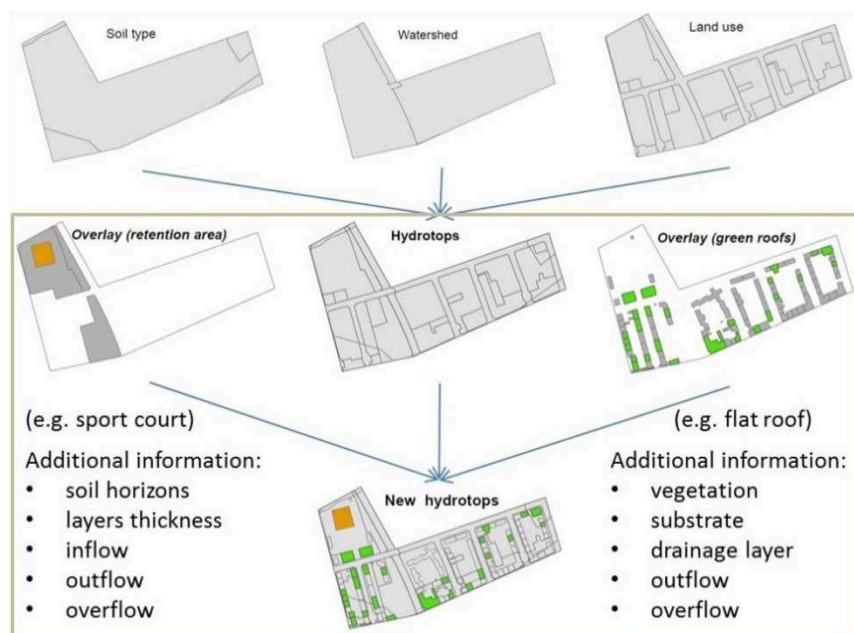 Soil type
Watershed
Land use
Overlay (retention area)
Hydrotops
Overlay (green roofs)
(e.g. sport court)
(e.g. flat roof)
Additional information:
• soil horizons
• layers thickness
• inflow
• outflow
• overflow
New hydrotops
Additional information:
• vegetation
• substrate
• drainage layer
• outflow
• overflow